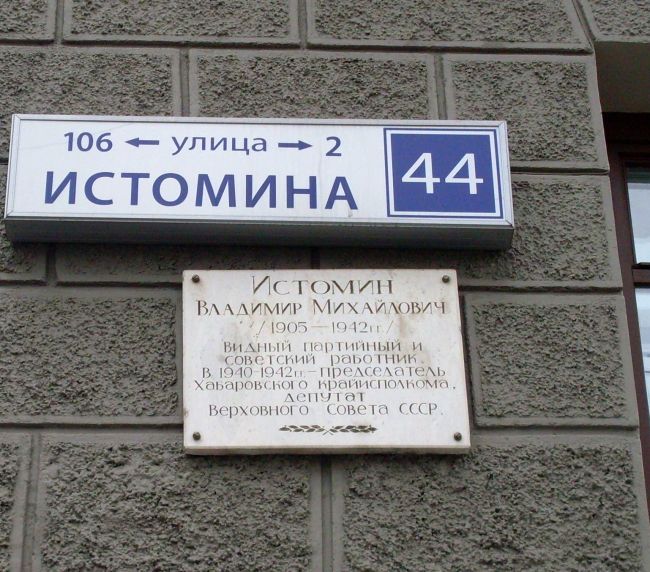 106 ← улица → 2
ИСТОМИНА
44
ИСТОМИН
ВЛАДИМИР МИХАЙЛОВИЧ
/1905—1942гг./
ВИДНЫЙ ПАРТИЙНЫЙ И
СОВЕТСКИЙ РАБОТНИК.
В 1940-1942гг.-ПРЕДСЕДАТЕЛЬ
ХАБАРОВСКОГО КРАЙИСПОЛКОМА,
ДЕПУТАТ
ВЕРХОВНОГО СОВЕТА СССР.